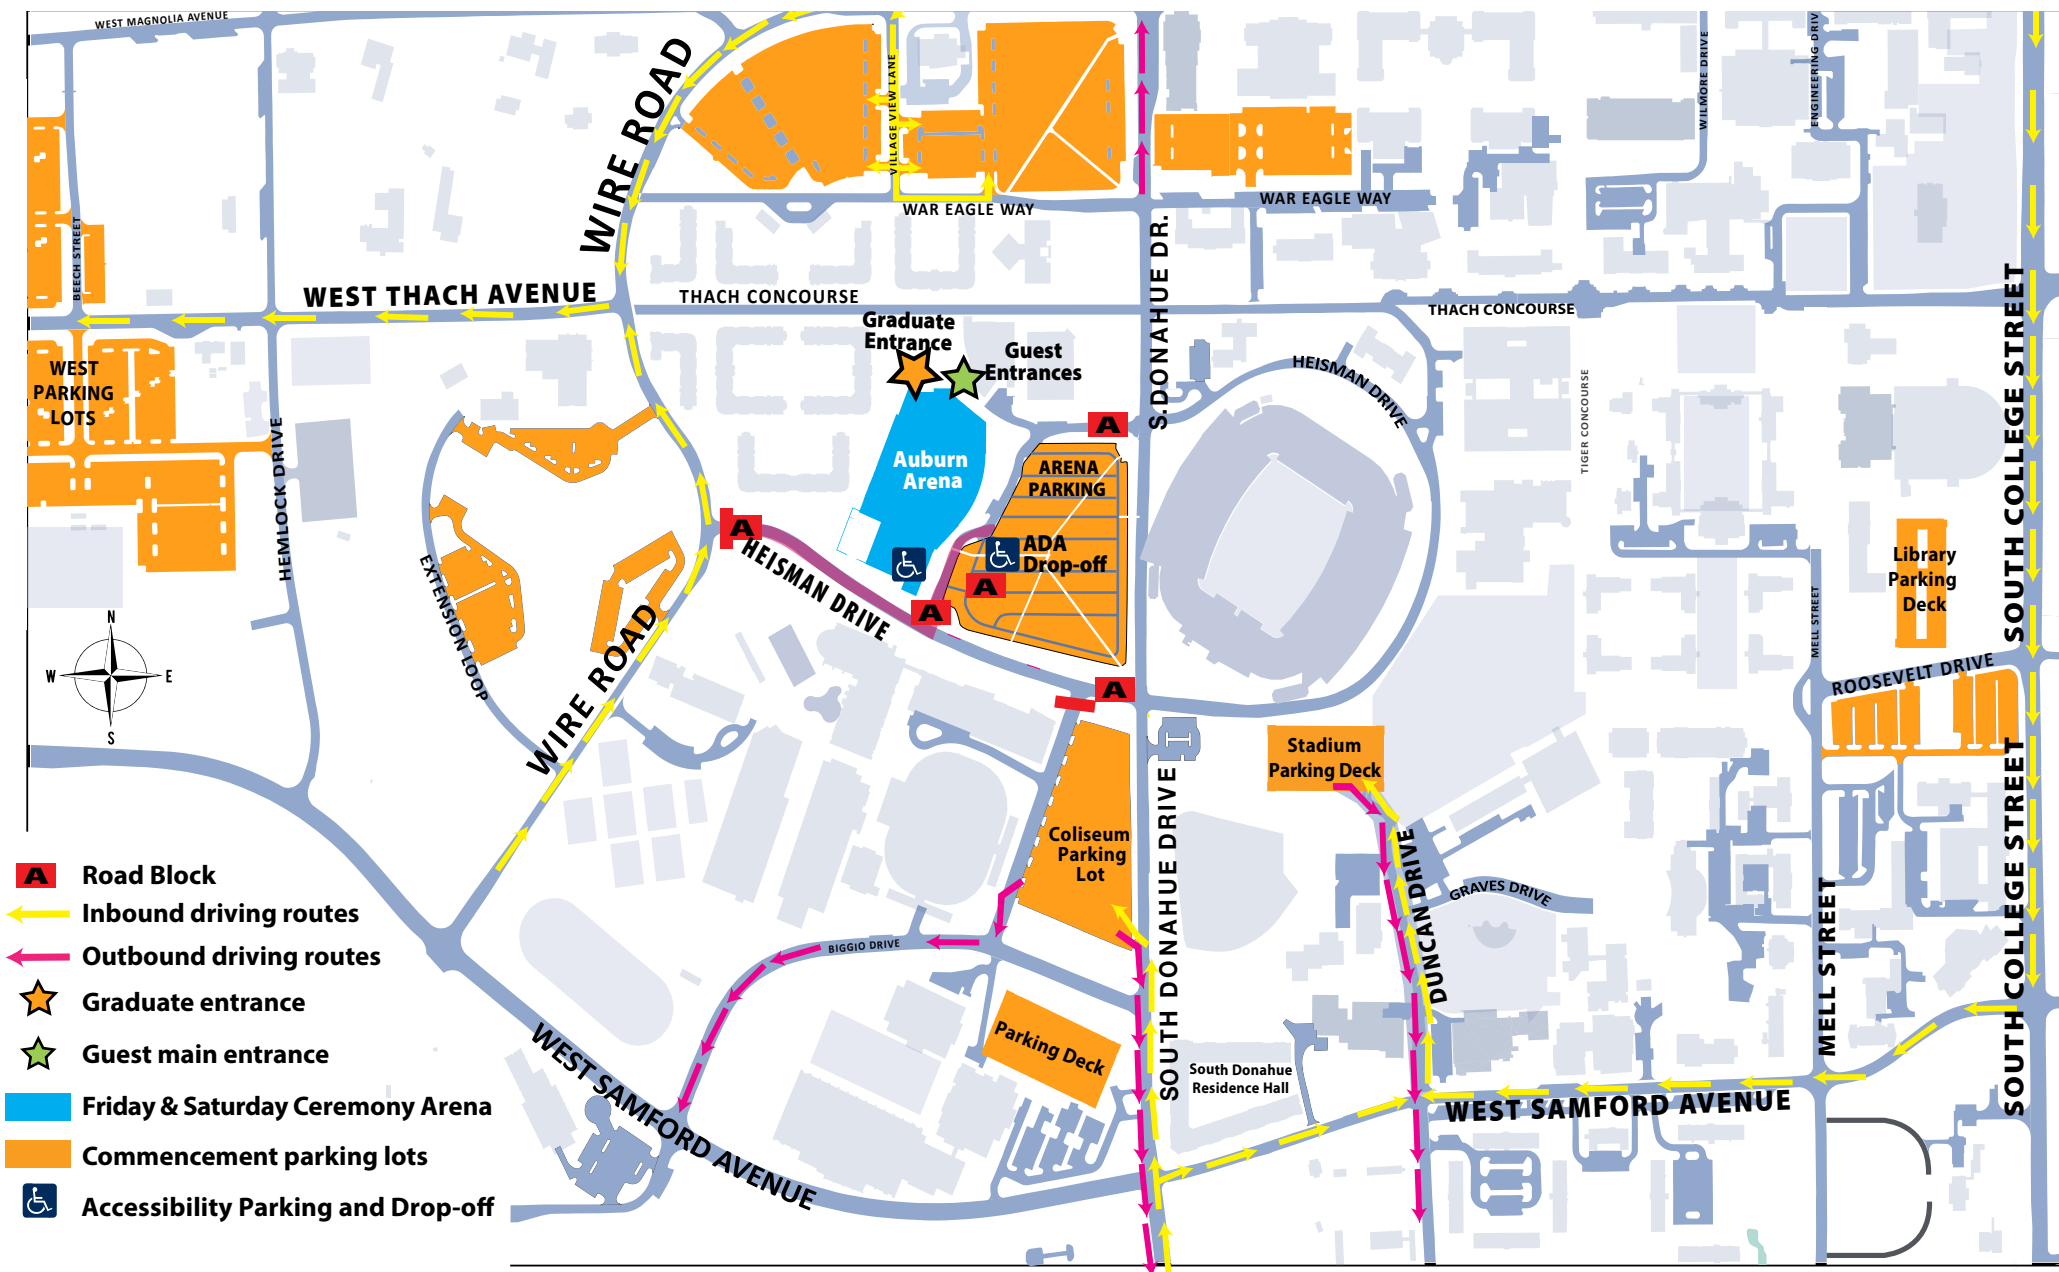 WEST MAGNOLIA AVENUE
WIRE ROAD
VILLAGE VIEW LANE
WILMORE DRIVE
ENGINEERING DRIV
WAR EAGLE WAY
WAR EAGLE WAY
BEECH STREET
S.DONAHUE DR.
WEST THACH AVENUE
THACH CONCOURSE
THACH CONCOURSE
SOUTH COLLEGE STREET
Graduate
Entrance
Guest
Entrances
HEISMAN DRIVE
WEST
PARKING
LOTS
TIGER CONCOURSE
HEMLOCK DRIVE
A
Auburn
Arena
ARENA
PARKING
A
HEISMAN DRIVE
ADA
Drop-off
A
A
EXTENSION LOOP
Library
Parking
Deck
MELL STREET
N
W
E
S
WIRE ROAD
ROOSEVELT DRIVE
A
Stadium
Parking Deck
SOUTH COLLEGE STREET
SOUTH DONAHUE DRIVE
Coliseum
Parking
Lot
DUNCAN DRIVE
GRAVES DRIVE
MELL STREET
BIGGIO DRIVE
Parking Deck
South Donahue
Residence Hall
WEST SAMFORD AVENUE
WEST SAMFORD AVENUE
A
Road Block
Inbound driving routes
Outbound driving routes
Graduate entrance
Guest main entrance
Friday & Saturday Ceremony Arena
Commencement parking lots
Accessibility Parking and Drop-off